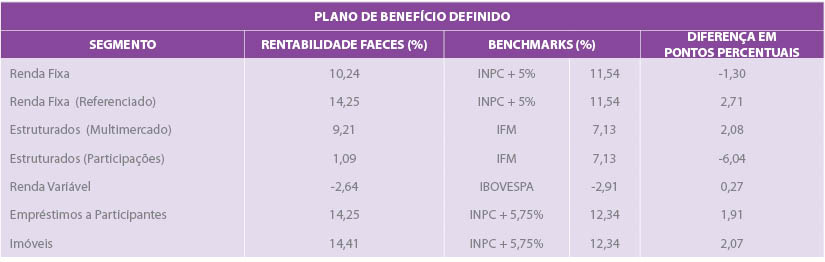 PLANO DE BENEFÍCIO DEFINIDO
SEGMENTO RENTABILIDADE FAECES (%) BENCHMARKS (%) DIFERENÇA EM PONTOS PERCENTUAIS
Renda Fixa 10,24 INPC + 5% 11,54 -1,30
Renda Fixa (Referenciado) 14,25 INPC + 5% 11,54 2,71
Estruturados (Multimercado) 9,21 IFM 7,13 2,08
Estruturados (Participações) 1,09 IFM 7,13 -6,04
Renda Variável -2,64 IBOVESPA -2,91 0,27
Empréstimos a Participantes 14,25 INPC + 5,75% 12,34 1,91
Imóveis 14,41 INPC + 5,75% 12,34 2,07